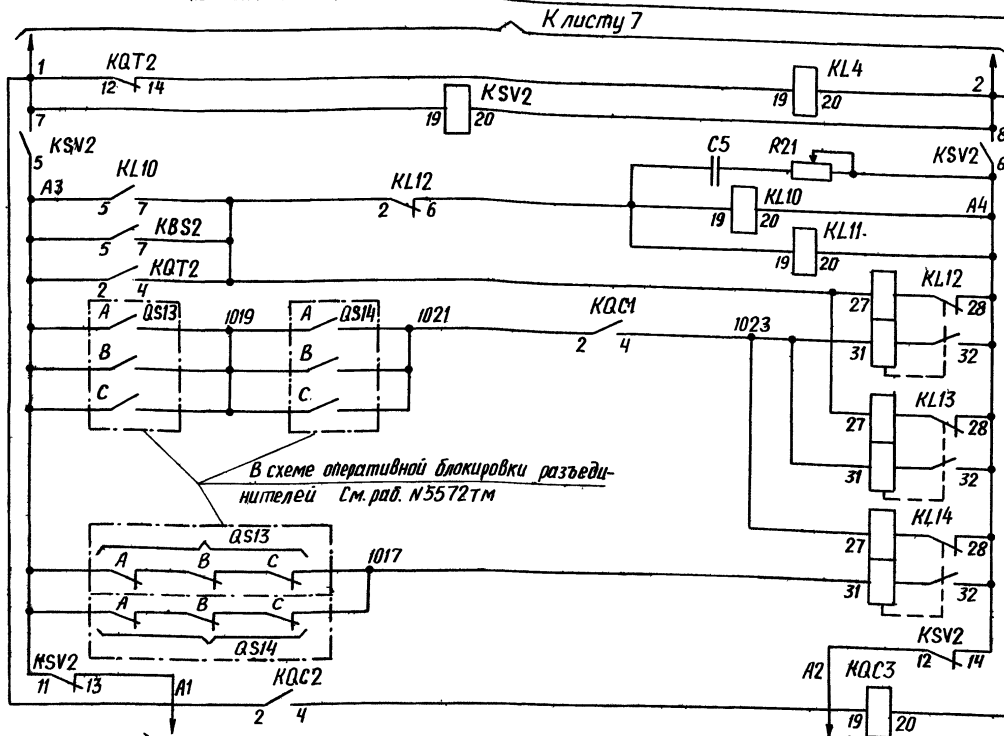 К листу 7
1 KQT2 KL4 2
12 14 19 20
7 KSV2 8
19 20
KSV2 C5 R21 KSV2
5 6
A3 KL10 KL12 KL10 A4
5 7 2 6 19 20
KBS2 KL11
5 7 19 20
KQT2 KL12
2 4 27 28
A QS13 1019 A QS14 1021 KQC1 1023
2 4 31 32
B B
C C KL13
27 28
31 32
В схеме оперативной блокировки разъеди-
нителей См. раб. N5572тм
QS13 KL14
A B C 1017 27 28
31 32
A B C
QS14 KSV2
12 14
KSV2 KQC2 A2 KQC3
11 13 A1
2 4 19 20